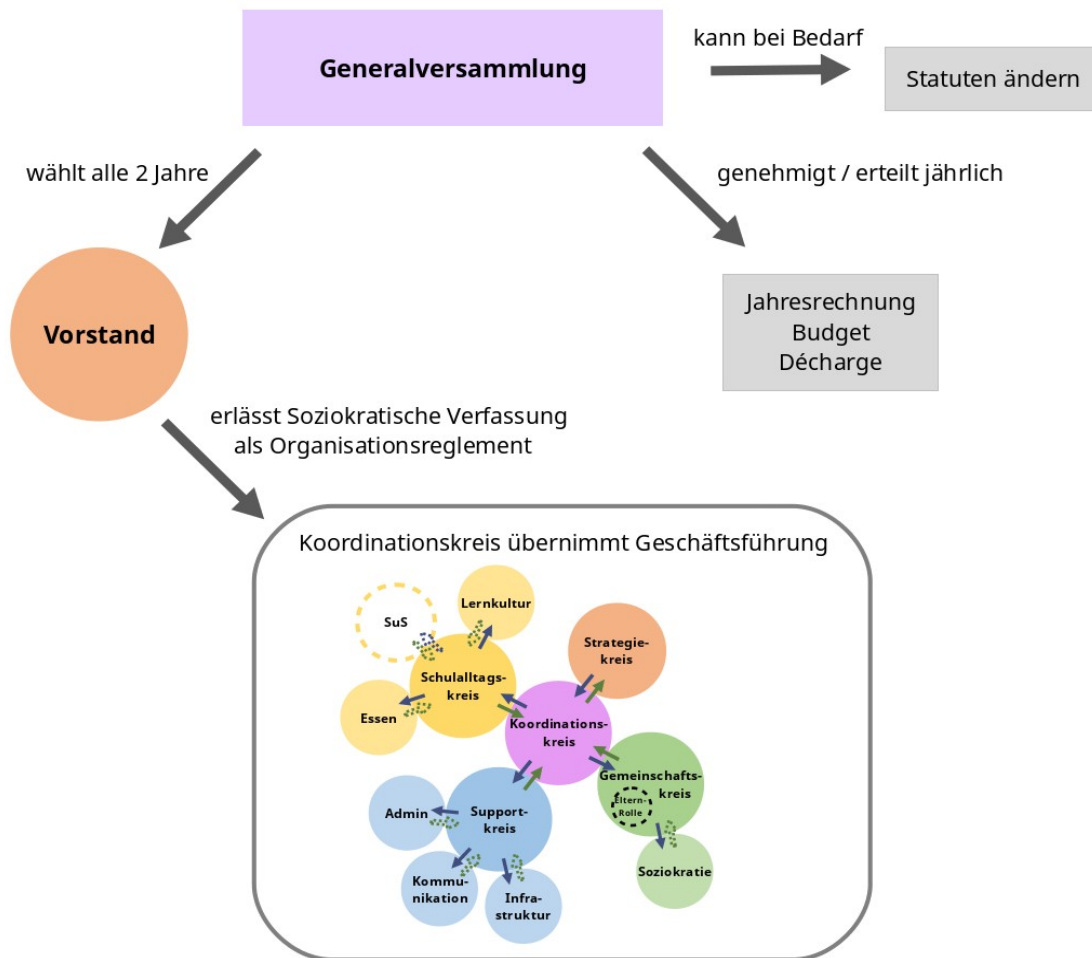 Generalversammlung
kann bei Bedarf
Statuten ändern
wählt alle 2 Jahre
genehmigt / erteilt jährlich
Vorstand
Jahresrechnung
Budget
Décharge
erlässt Soziokratische Verfassung
als Organisationsreglement
Koordinationskreis übernimmt Geschäftsführung
SuS
Lernkultur
Strategie-
kreis
Schulalltags-
kreis
Essen
Koordinations-
kreis
Gemeinschafts-
kreis
Eltern-
Rolle
Admin
Support-
kreis
Soziokratie
Kommu-
nikation
Infra-
struktur